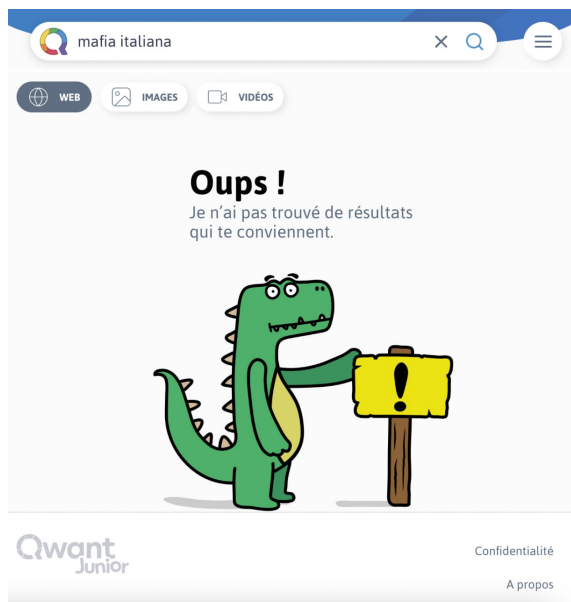 mafia italiana
WEB IMAGES VIDÉOS
Oups !
Je n'ai pas trouvé de résultats
qui te conviennent.
!
Qwant
Junior
Confidentialité
A propos